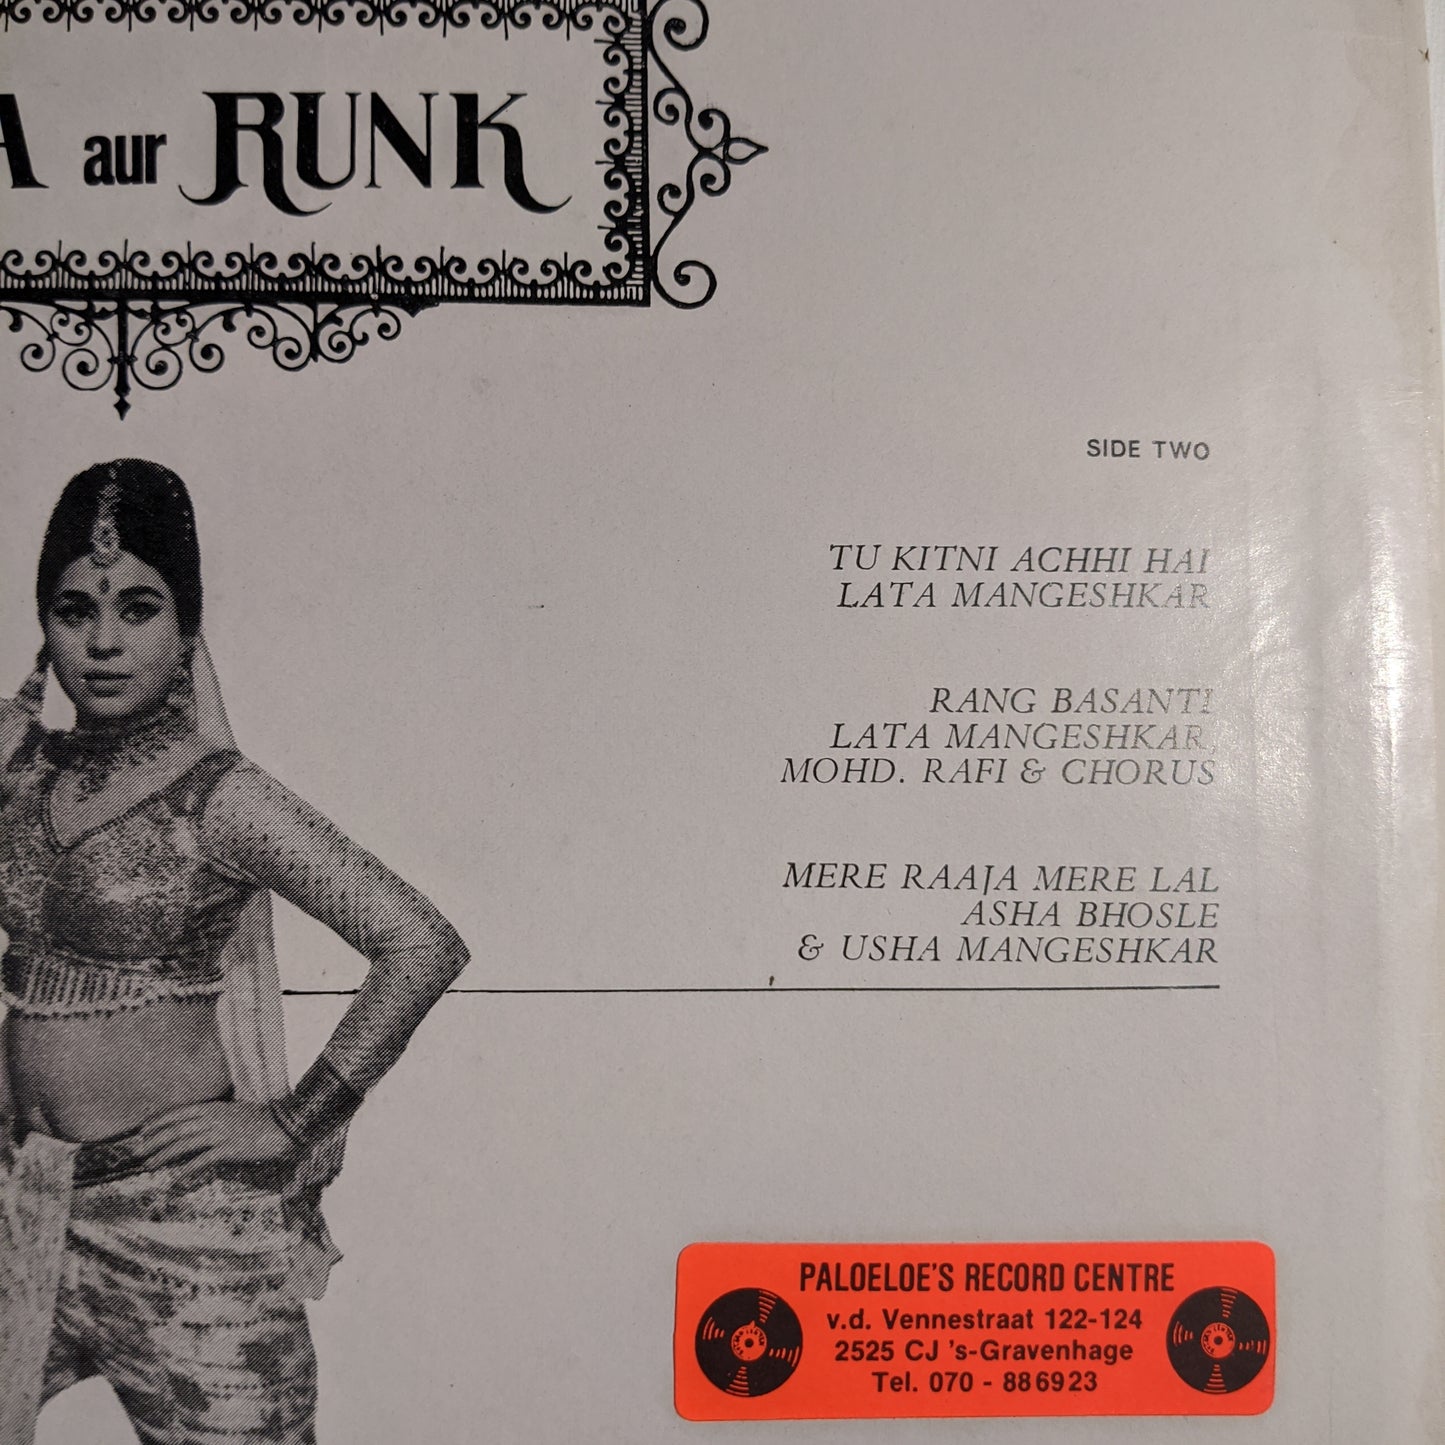 A aur RUNK
SIDE TWO
TU KITNI ACHHI HAI
LATA MANGESHKAR
RANG BASANTI
LATA MANGESHKAR,
MOHD. RAFI & CHORUS
MERE RAAJA MERE LAL
ASHA BHOSLE
& USHA MANGESHKAR
PALOELOE'S RECORD CENTRE
v.d. Vennestraat 122-124
2525 CJ 's-Gravenhage
Tel. 070 - 886923